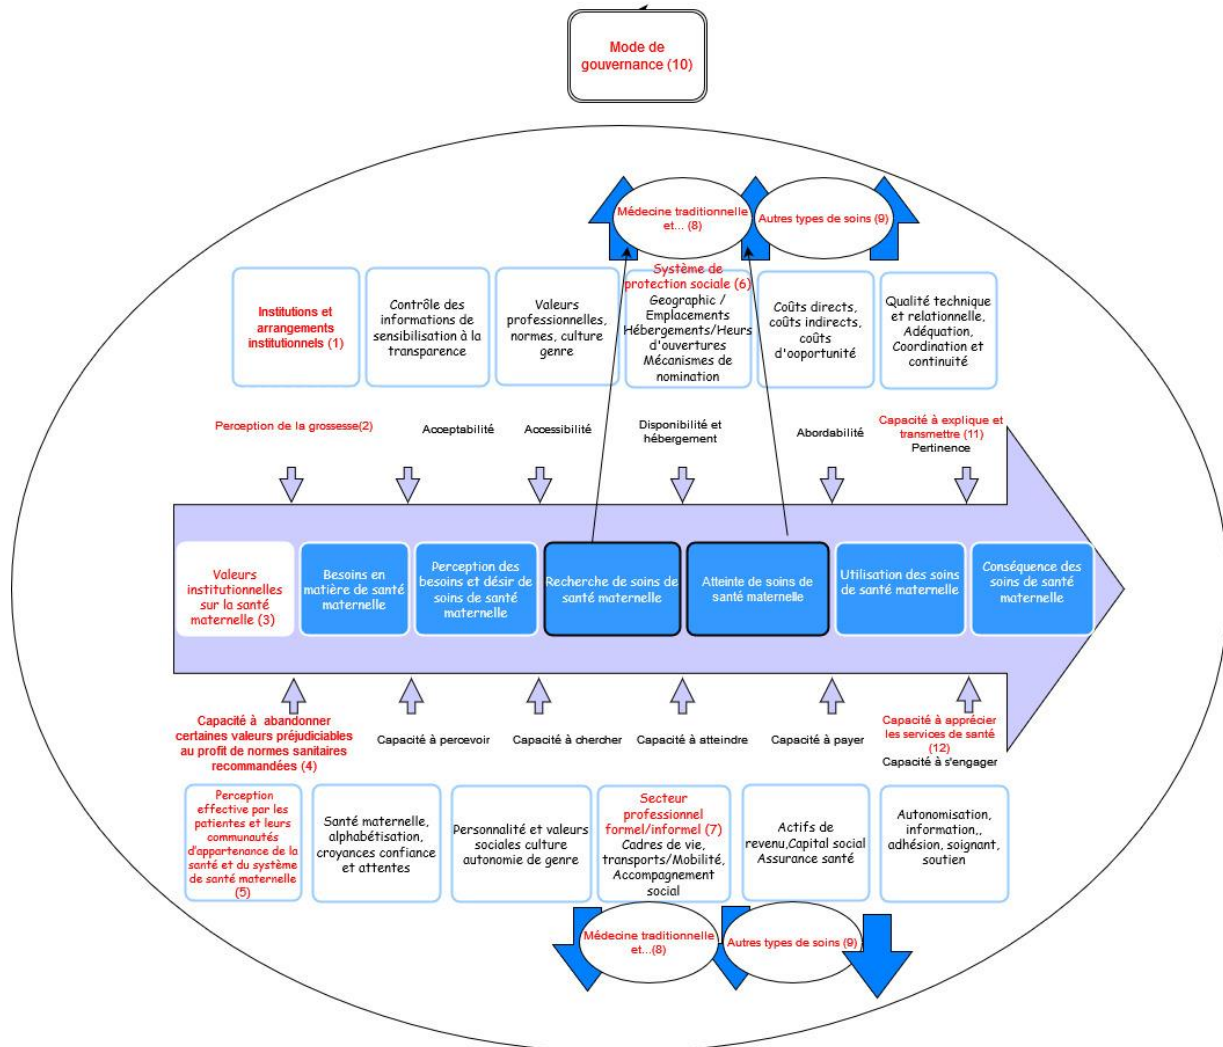 Mode de
gouvernance (10)
Médecine traditionnelle
et... (8)
Autres types de soins (9)
Institutions et
arrangements
institutionnels (1)
Contrôle des
informations de
sensibilisation à la
transparence
Valeurs
professionnelles,
normes, culture
genre
Système de
protection sociale (6)
Geographic /
Emplacements
Hébergements/Heurs
d'ouvertures
Mécanismes de
nomination
Coûts directs,
coûts indirects,
coûts
d'ooportunité
Qualité technique
et relationnelle,
Adéquation,
Coordination et
continuité
Perception de la grossesse(2)
Acceptabilité
Accessibilité
Disponibilité et
hébergement
Abordabilité
Capacité à explique et
transmettre (11)
Pertinence
Valeurs
institutionnelles
sur la santé
maternelle (3)
Besoins en
matière de santé
maternelle
Perception des
besoins et désir de
soins de santé
maternelle
Recherche de soins de
santé maternelle
Atteinte de soins de
santé maternelle
Utilisation des soins
de santé maternelle
Conséquence des
soins de santé
maternelle
Capacité à abandonner
certaines valeurs préjudiciables
au profit de normes sanitaires
recommandées (4)
Capacité à percevoir
Capacité à chercher
Capacité à atteindre
Capacité à payer
Capacité à apprécier
les services de santé
(12)
Capacité à s'engager
Perception
effective par les
patientes et leurs
communautés
d'appartenance de la
santé et du système
de santé maternelle
(5)
Santé maternelle,
alphabétisation,
croyances confiance
et attentes
Personnalité et valeurs
sociales culture
autonomie de genre
Secteur
professionnel
formel/informel (7)
Cadres de vie,
transports/Mobilité,
Accompagnement
social
Actifs de
revenu,Capital social
Assurance santé
Autonomisation,
information,,
adhésion, soignant,
soutien
Médecine traditionnelle
et...(8)
Autres types de soins (9)